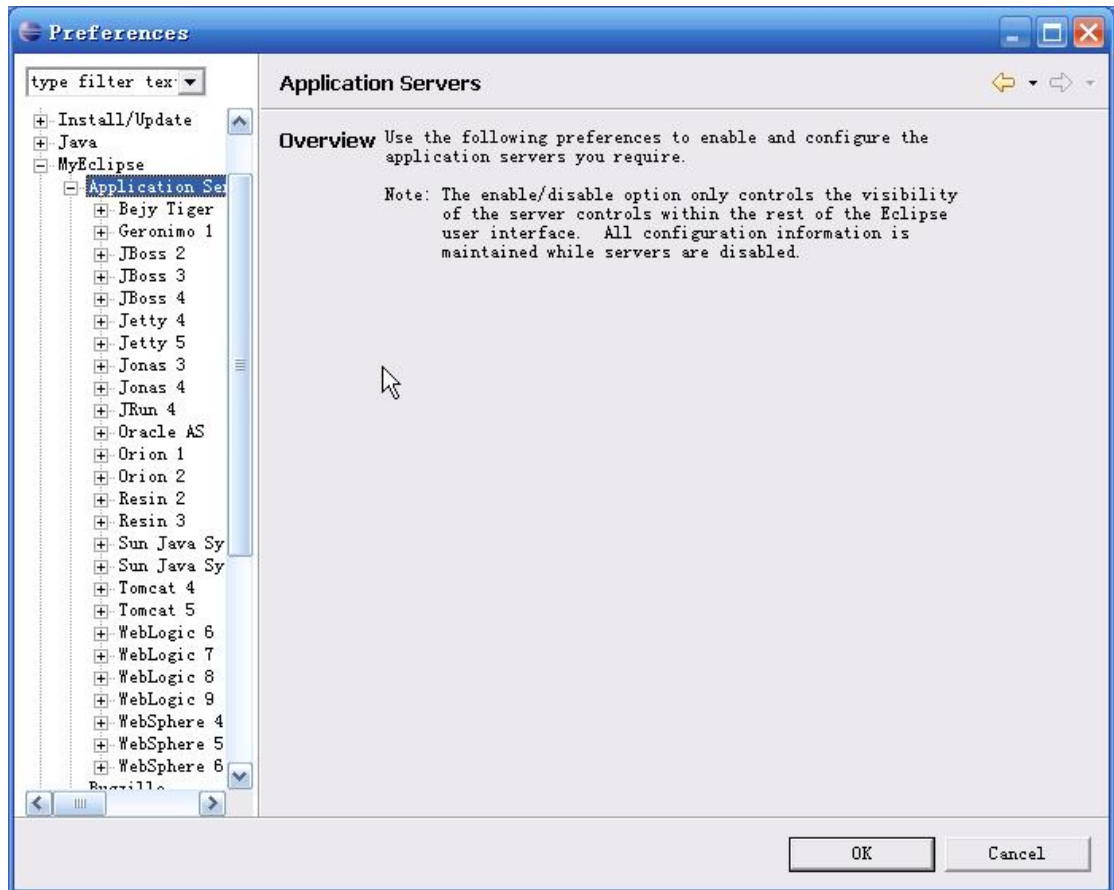 Preferences
type filter tex
Install/Update
Java
MyEclipse
Application Ser
Bejy Tiger
Geronimo 1
JBoss 2
JBoss 3
JBoss 4
Jetty 4
Jetty 5
Jonas 3
Jonas 4
JRun 4
Oracle AS
Orion 1
Orion 2
Resin 2
Resin 3
Sun Java Sy
Sun Java Sy
Tomcat 4
Tomcat 5
WebLogic 6
WebLogic 7
WebLogic 8
WebLogic 9
WebSphere 4
WebSphere 5
WebSphere 6
Application Servers
Overview Use the following preferences to enable and configure the
application servers you require.
Note: The enable/disable option only controls the visibility
of the server controls within the rest of the Eclipse
user interface. All configuration information is
maintained while servers are disabled.
OK
Cancel